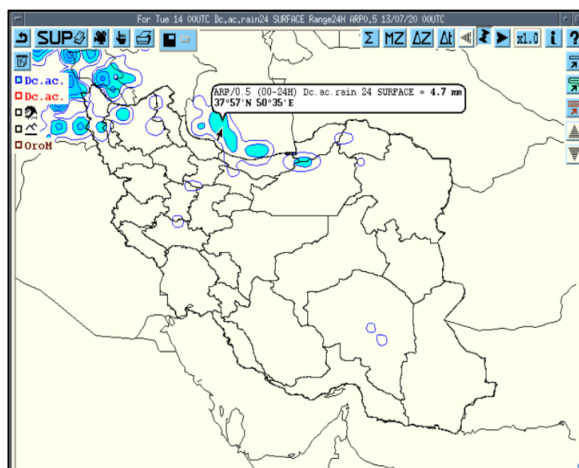 For Tue 14 00UTC Dc.ac.rain24 SURFACE Range24H ARP0.5 13/07/20 00UTC
SUP Σ MZ ΔZ Δt x1.0 i ?
Dc.ac.
Dc.ac.
OroM
ARP/0.5 (00-24H) Dc.ac.rain 24 SURFACE = 4.7 mm
37°57'N 50°35'E